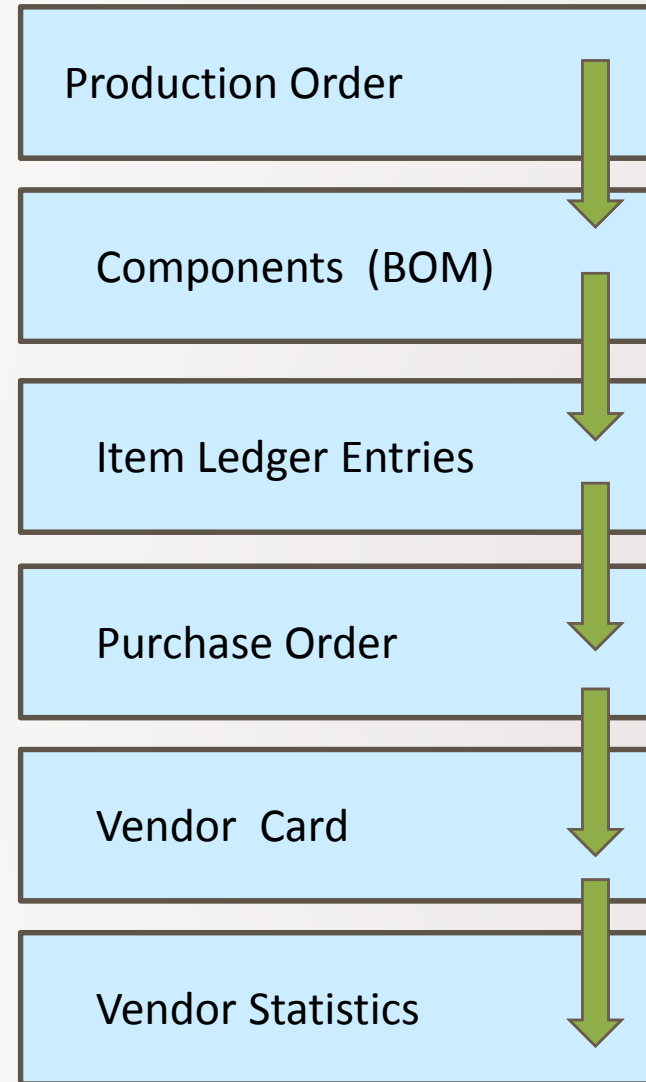 Production Order
Components (BOM)
Item Ledger Entries
Purchase Order
Vendor Card
Vendor Statistics